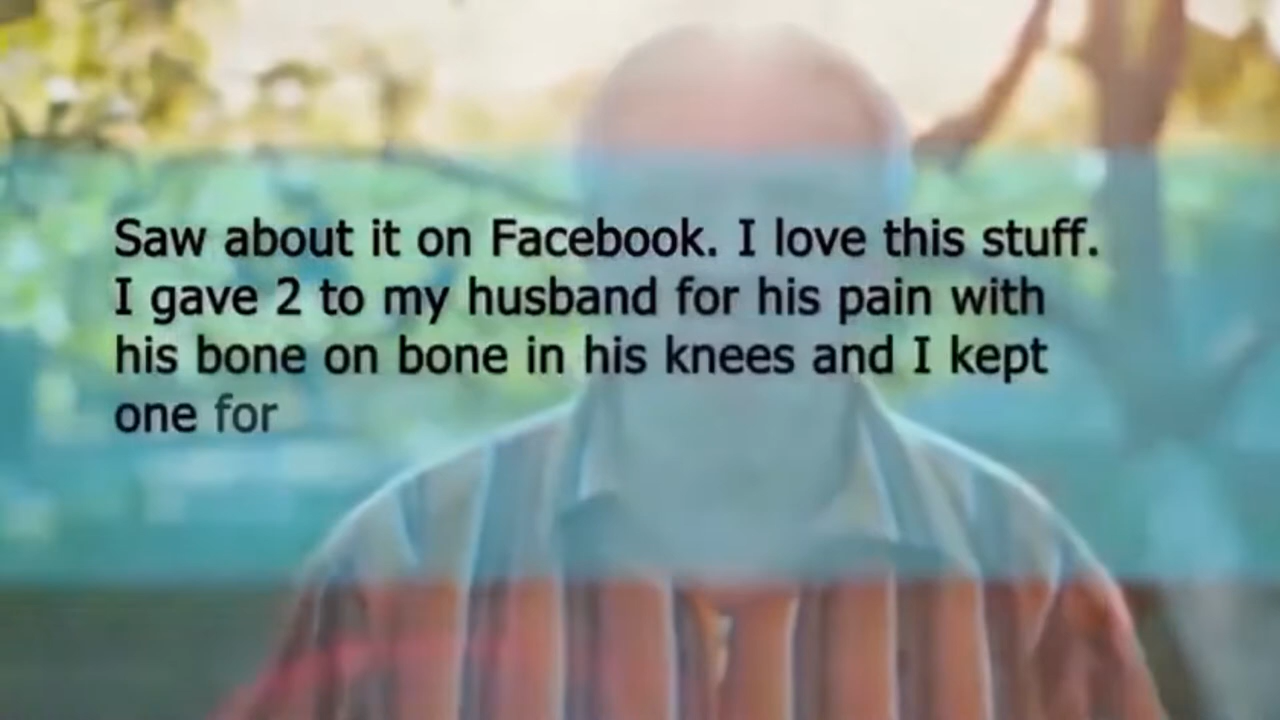 Saw about it on Facebook. I love this stuff.
I gave 2 to my husband for his pain with
his bone on bone in his knees and I kept
one for